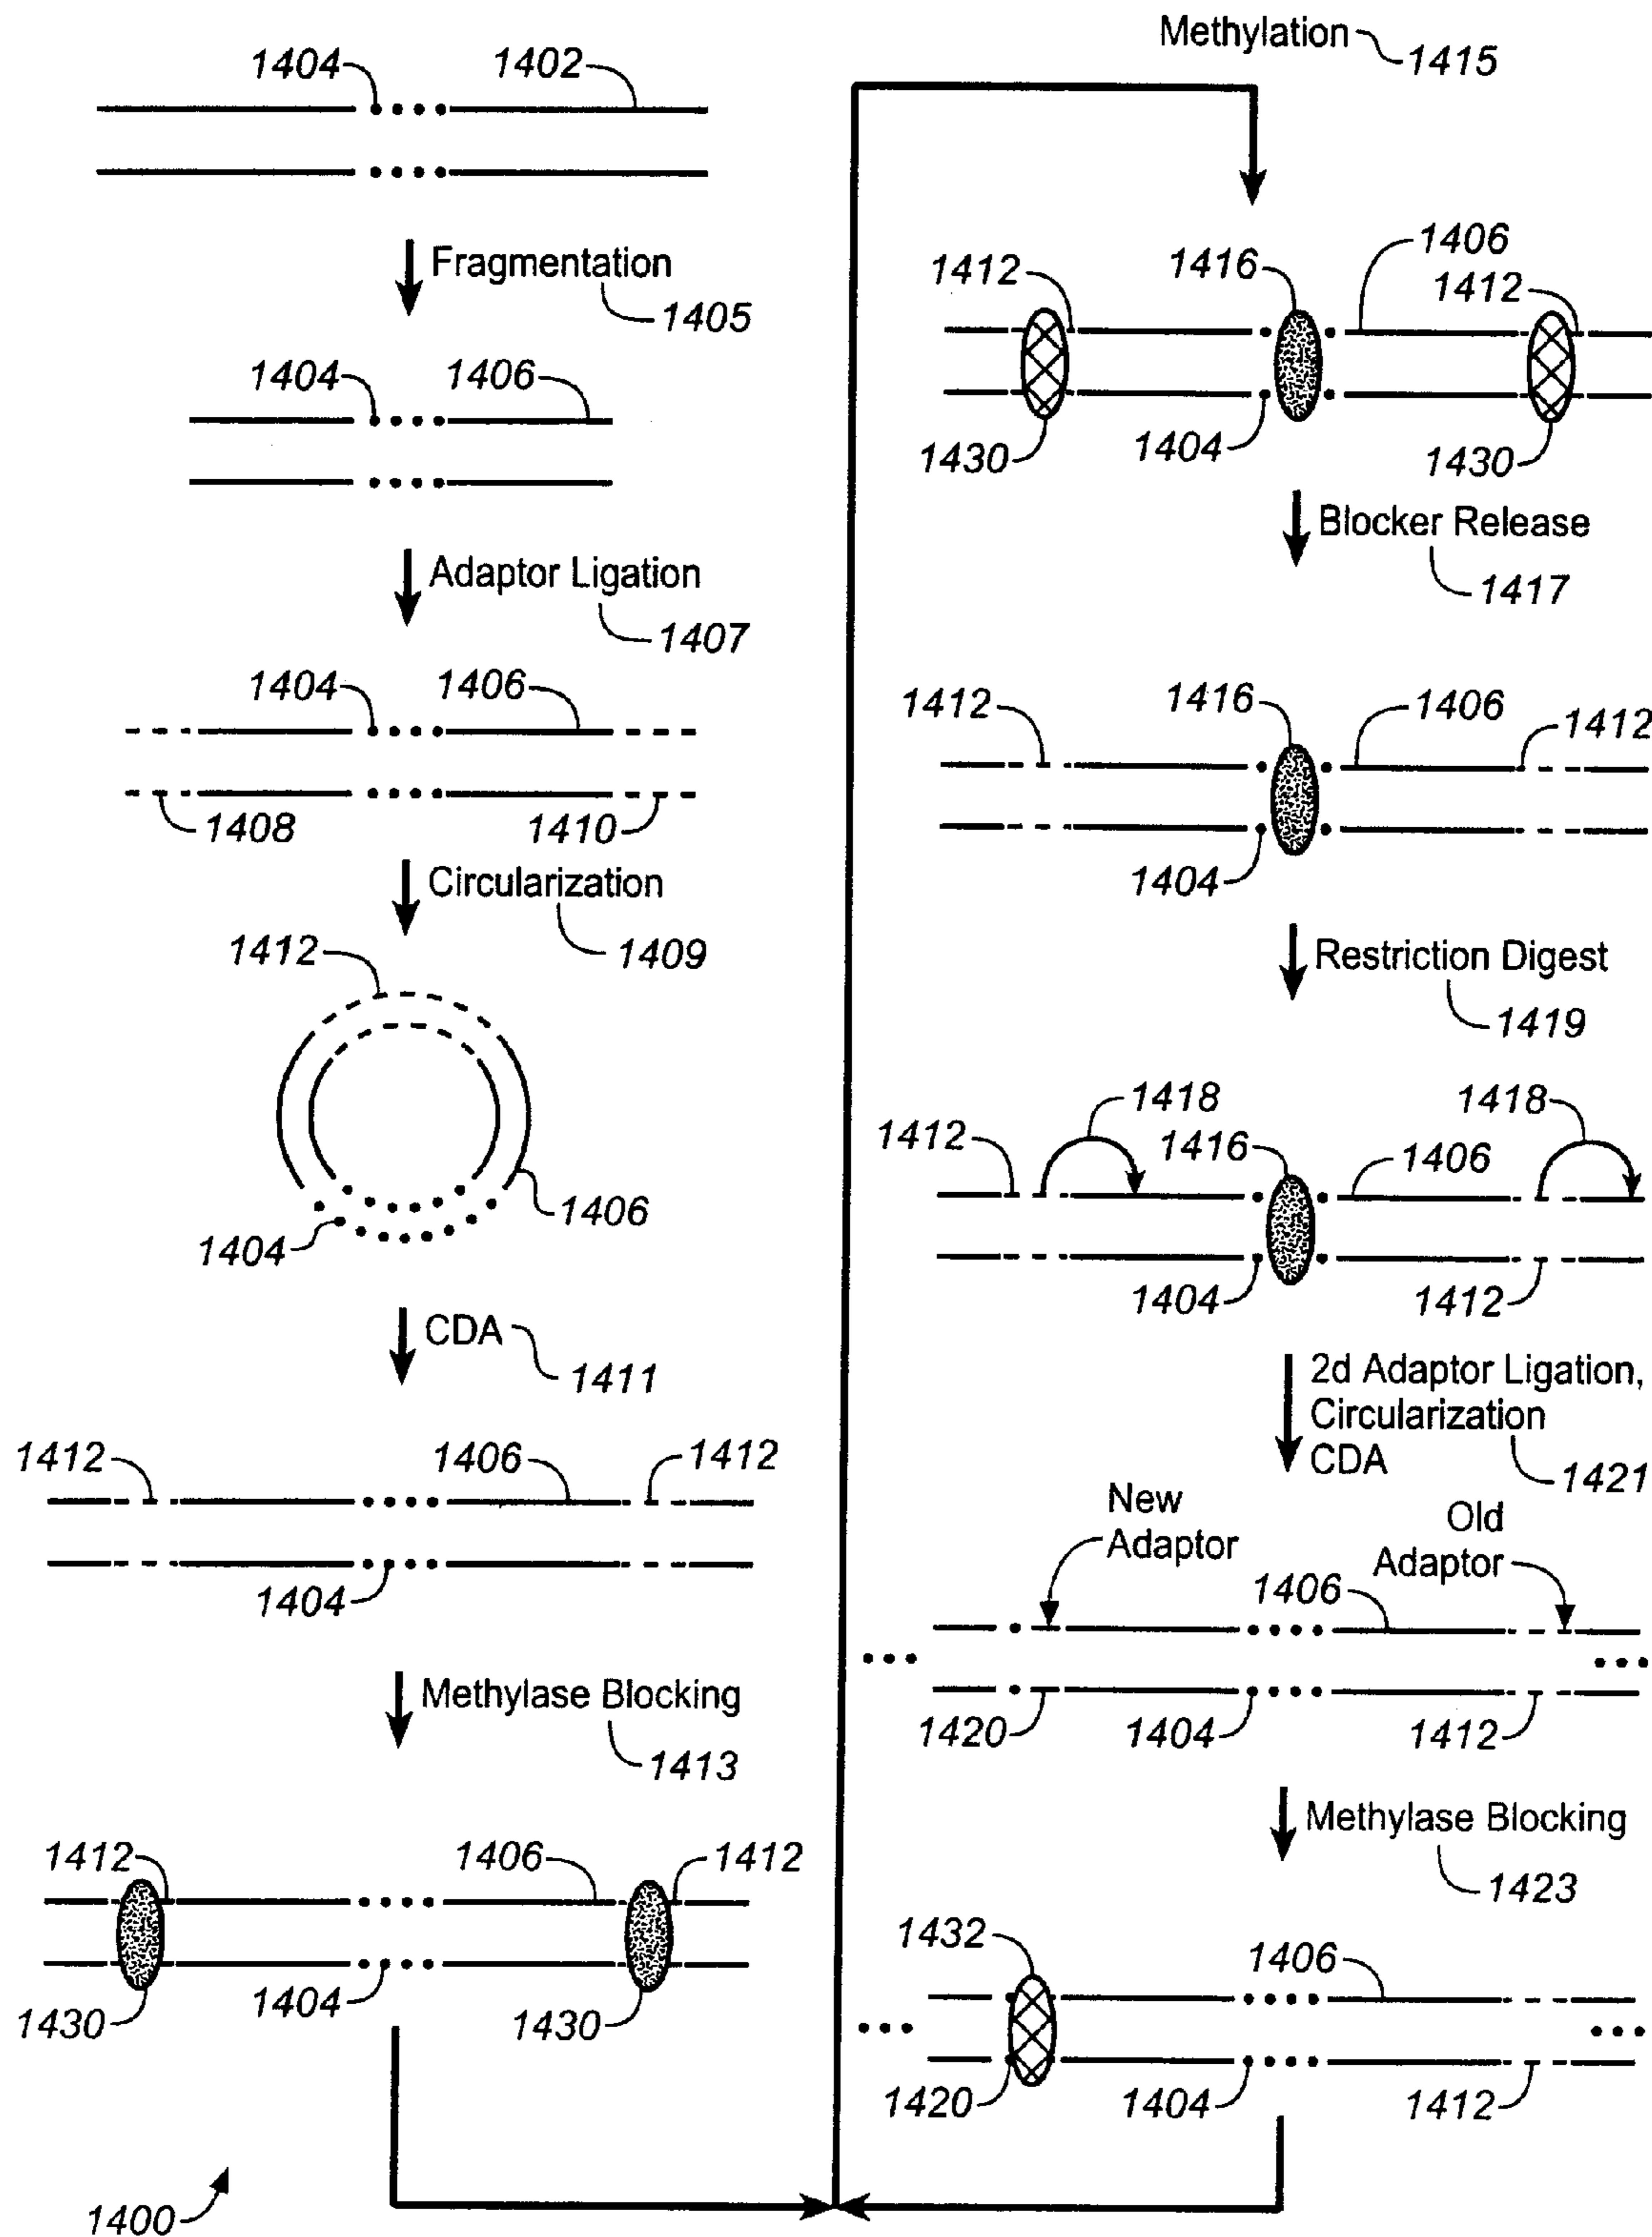 1404 1402
Fragmentation
1405
1404 1406
Adaptor Ligation
1407
1404 1406
1408 1410
Circularization
1409
1412
1406
1404
CDA
1411
1412 1406 1412
1404
Methylase Blocking
1413
1412 1406 1412
1430 1404 1430
1400
Methylation
1415
1412 1416 1406 1412
1430 1404 1430
Blocker Release
1417
1412 1416 1406 1412
1404
Restriction Digest
1419
1412 1418 1416 1406 1418
1404 1412
2d Adaptor Ligation,
Circularization
CDA
1421
New
Adaptor
Old
Adaptor
1406
1420 1404 1412
Methylase Blocking
1423
1432 1406
1420 1404 1412